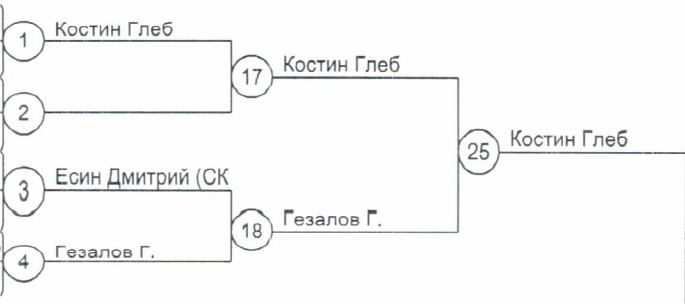 1 Костин Глеб
17 Костин Глеб
2
25 Костин Глеб
3 Есин Дмитрий (СК
18 Гезалов Г.
4 Гезалов Г.